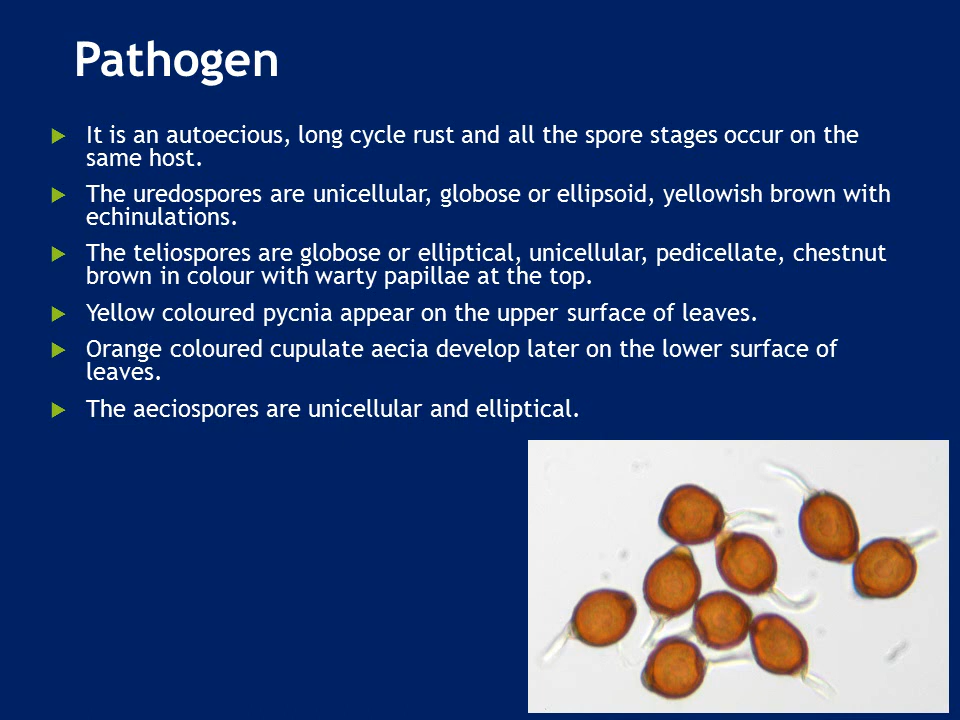 Pathogen
It is an autoecious, long cycle rust and all the spore stages occur on the
same host.
The uredospores are unicellular, globose or ellipsoid, yellowish brown with
echinulations.
The teliospores are globose or elliptical, unicellular, pedicellate, chestnut
brown in colour with warty papillae at the top.
Yellow coloured pycnia appear on the upper surface of leaves.
Orange coloured cupulate aecia develop later on the lower surface of
leaves.
The aeciospores are unicellular and elliptical.